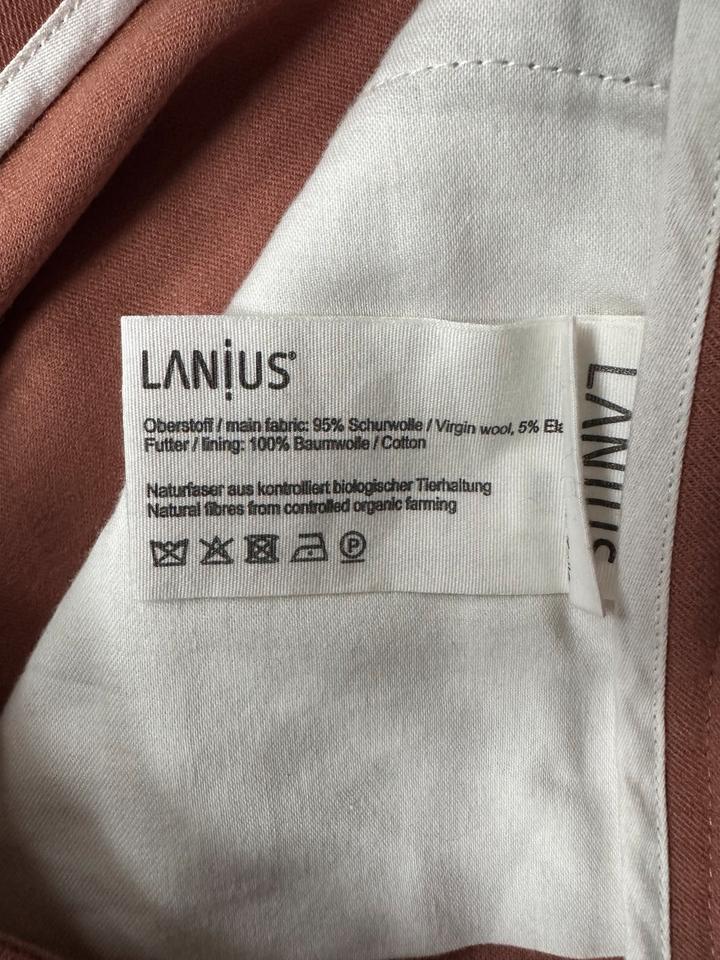 LANiUS®
Oberstoff / main fabric: 95% Schurwolle / Virgin wool, 5% Ela
Futter / lining: 100% Baumwolle / Cotton
Naturfaser aus kontrolliert biologischer Tierhaltung
Natural fibres from controlled organic farming
P
LANIUS